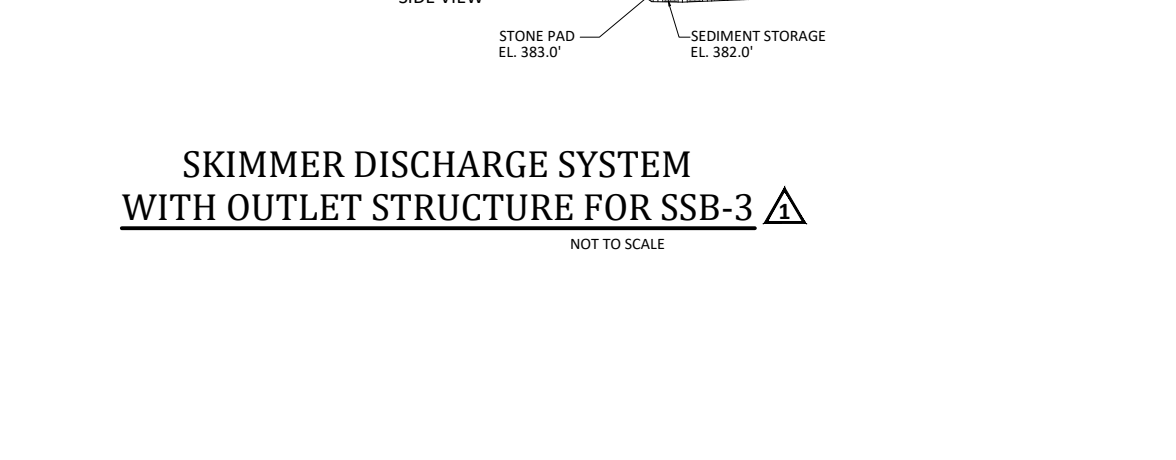 SIDE VIEW
STONE PAD
EL. 383.0'
SEDIMENT STORAGE
EL. 382.0'
SKIMMER DISCHARGE SYSTEM
WITH OUTLET STRUCTURE FOR SSB-3
1
NOT TO SCALE